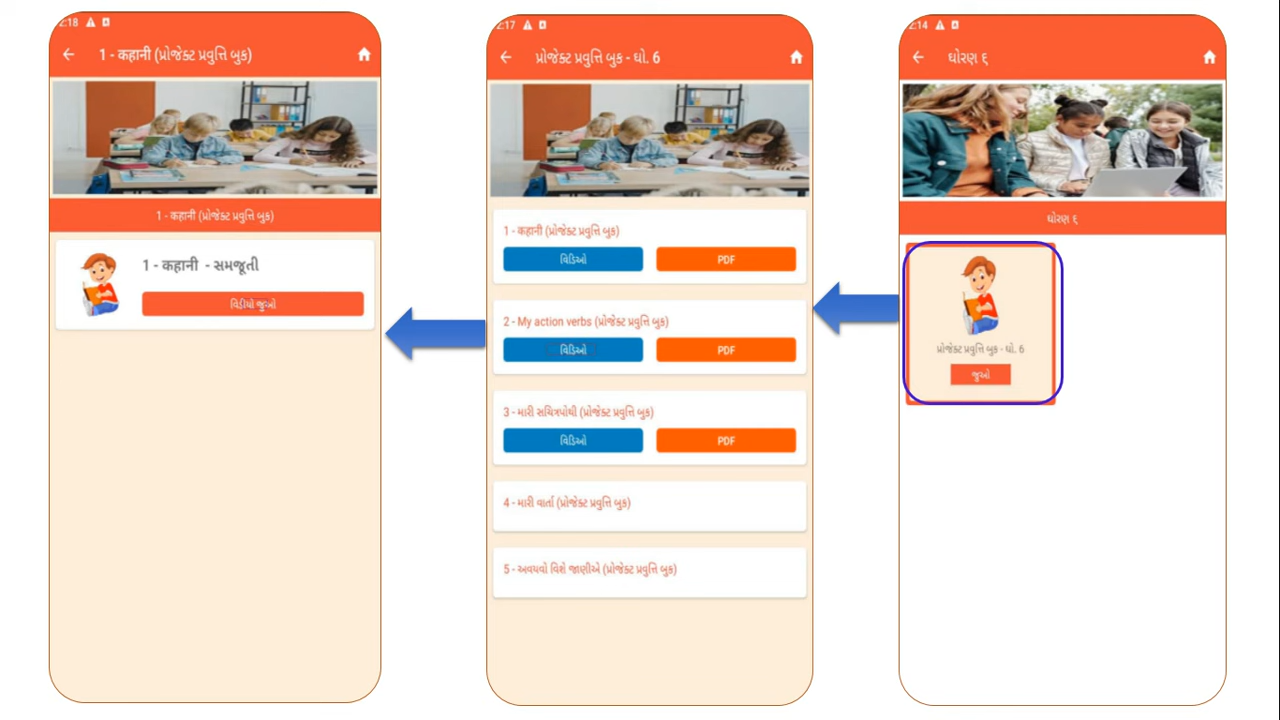 2:18
1 - कहानी (પ્રોજેક્ટ પ્રવૃત્તિ બુક)
1 - कहानी (પ્રોજેક્ટ પ્રવૃત્તિ બુક)
1 - कहानी - સમજૂતી
વિડીયો જુઓ
2:17
પ્રોજેક્ટ પ્રવૃત્તિ બુક - ધો. 6
1 - कहानी (પ્રોજેક્ટ પ્રવૃત્તિ બુક)
વિડિઓ PDF
2 - My action verbs (પ્રોજેક્ટ પ્રવૃત્તિ બુક)
વિડિઓ PDF
3 - મારી સચિત્રપોથી (પ્રોજેક્ટ પ્રવૃત્તિ બુક)
વિડિઓ PDF
4 - મારી વાર્તા (પ્રોજેક્ટ પ્રવૃત્તિ બુક)
5 - અવયવો વિશે જાણીએ (પ્રોજેક્ટ પ્રવૃત્તિ બુક)
2:14
ધોરણ ૬
ધોરણ ૬
પ્રોજેક્ટ પ્રવૃત્તિ બુક - ધો. 6
જુઓ